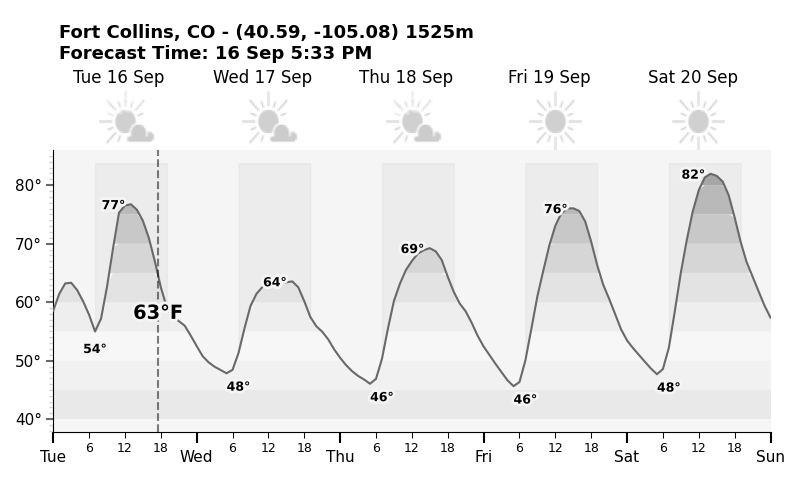 Fort Collins, CO - (40.59, -105.08) 1525m
Forecast Time: 16 Sep 5:33 PM
Tue 16 Sep Wed 17 Sep Thu 18 Sep Fri 19 Sep Sat 20 Sep
80°
70°
60°
50°
40°
77° 64° 69° 76° 82°
63°F
54° 48° 46° 46° 48°
6 12 18 6 12 18 6 12 18 6 12 18 6 12 18
Tue Wed Thu Fri Sat Sun